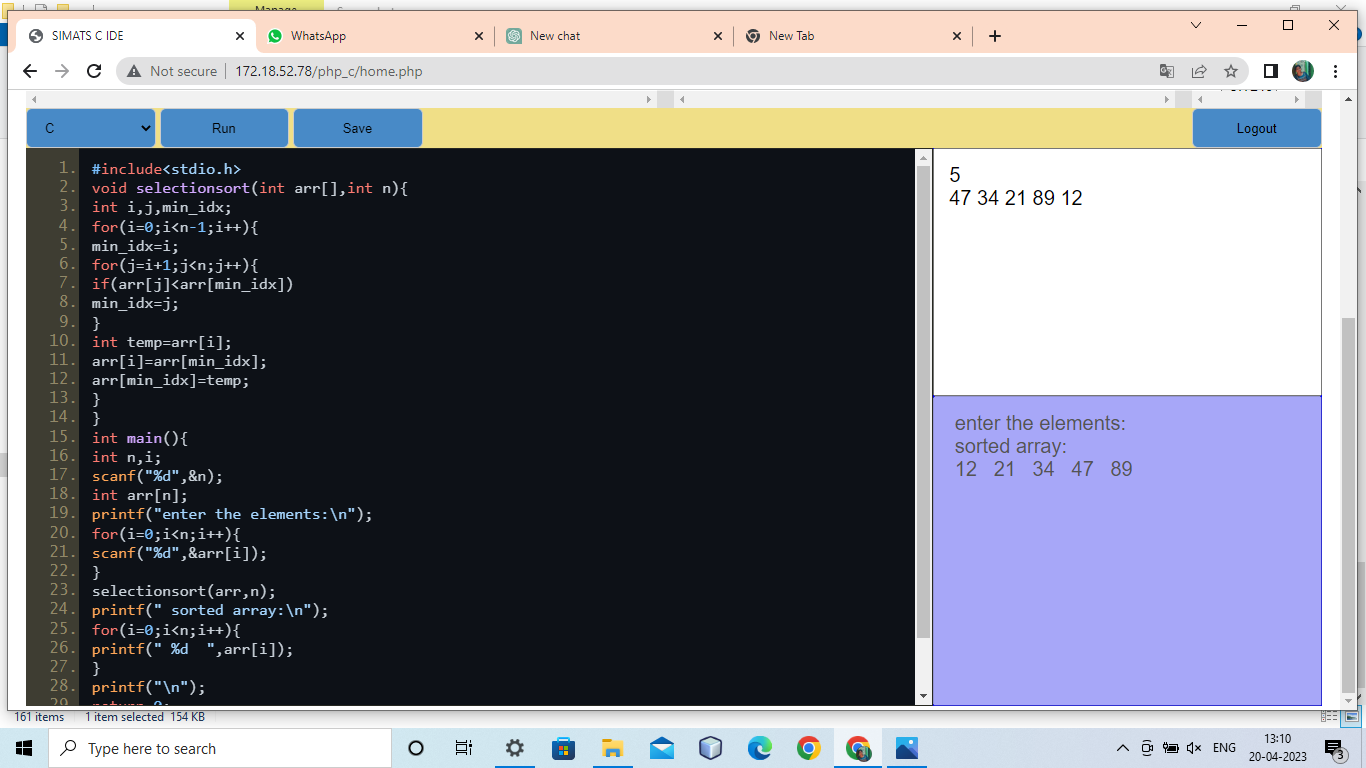 Manage
SIMATS C IDE
WhatsApp
New chat
New Tab
Not secure
172.18.52.78/php_c/home.php
C
Run
Save
Logout
1. #include<stdio.h>
2. void selectionsort(int arr[],int n){
3. int i,j,min_idx;
4. for(i=0;i<n-1;i++){
5. min_idx=i;
6. for(j=i+1;j<n;j++){
7. if(arr[j]<arr[min_idx])
8. min_idx=j;
9. }
10. int temp=arr[i];
11. arr[i]=arr[min_idx];
12. arr[min_idx]=temp;
13. }
14. }
15. int main(){
16. int n,i;
17. scanf("%d",&n);
18. int arr[n];
19. printf("enter the elements:\n");
20. for(i=0;i<n;i++){
21. scanf("%d",&arr[i]);
22. }
23. selectionsort(arr,n);
24. printf(" sorted array:\n");
25. for(i=0;i<n;i++){
26. printf(" %d  ",arr[i]);
27. }
28. printf("\n");
29. return 0;
5
47 34 21 89 12
enter the elements:
sorted array:
12 21 34 47 89
161 items
1 item selected 154 KB
Type here to search
ENG
13:10
20-04-2023
3